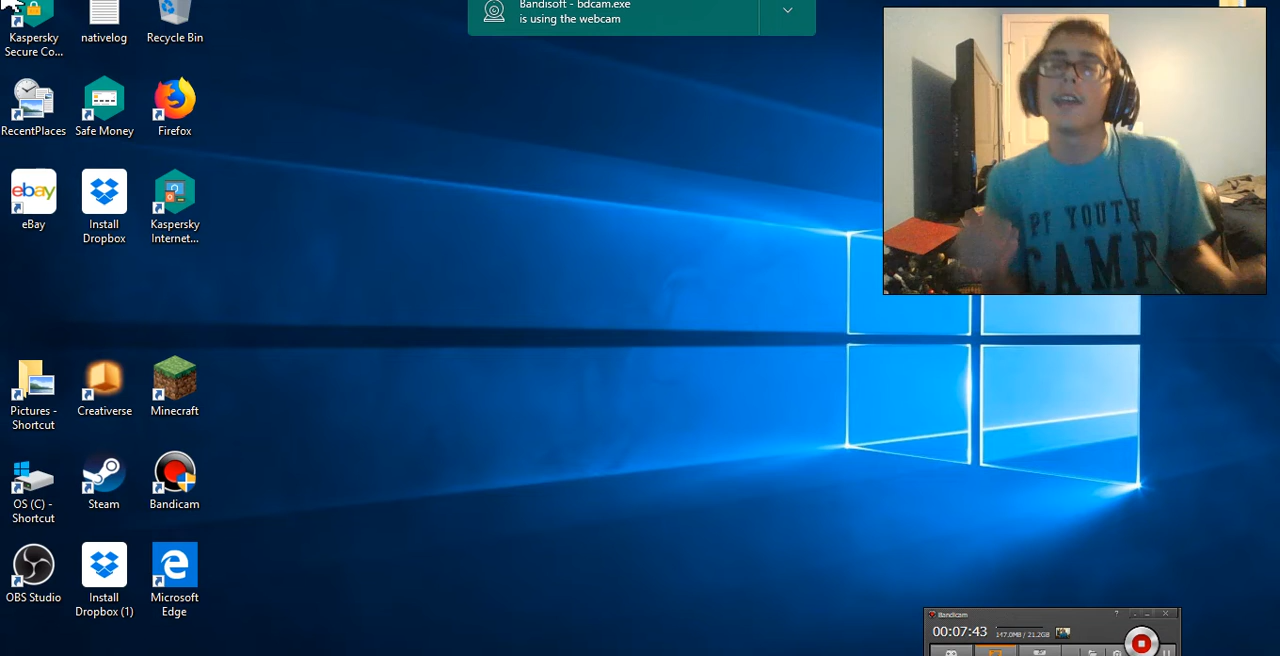 Bandisoft - bdcam.exe
is using the webcam
Kaspersky
Secure Co...
nativelog
Recycle Bin
RecentPlaces
Safe Money
Firefox
ebay
eBay
Install
Dropbox
Kaspersky
Internet...
PF YOUTH
CAMP
Pictures -
Shortcut
Creativerse
Minecraft
OS (C) -
Shortcut
Steam
Bandicam
OBS Studio
Install
Dropbox (1)
Microsoft
Edge
Bandicam
00:07:43
147.0MB / 21.2GB